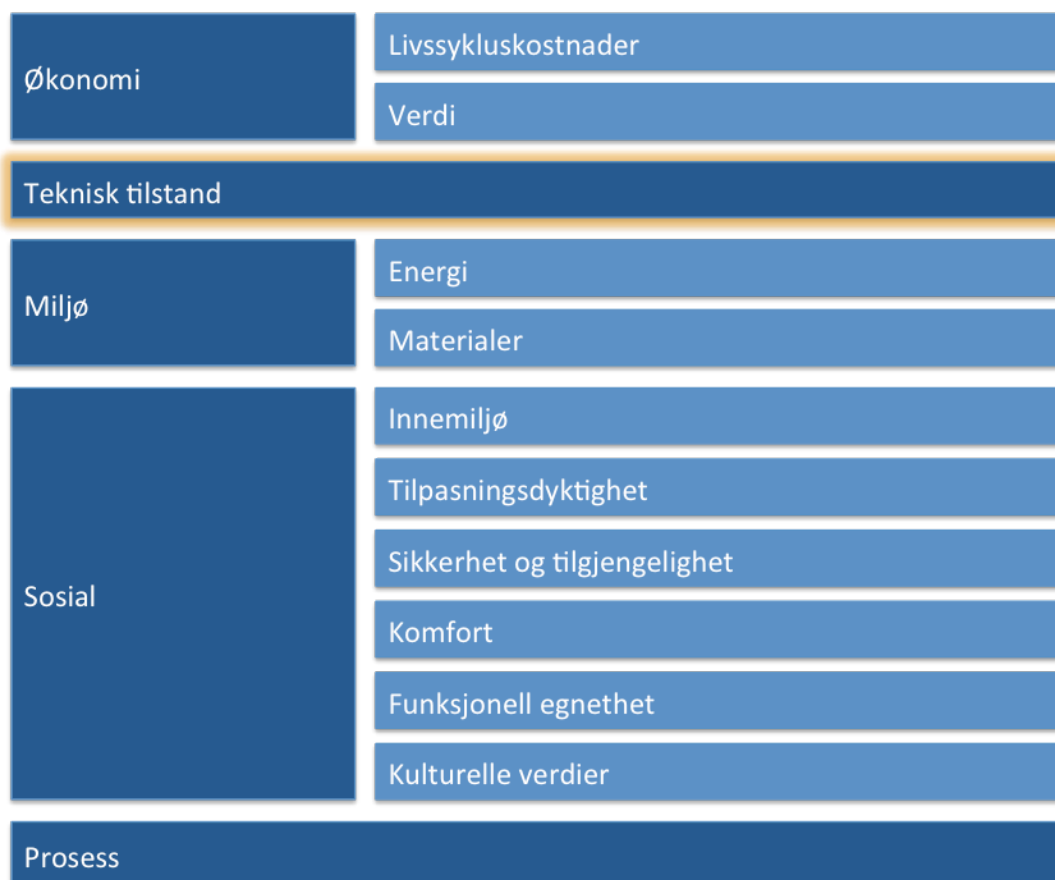 Økonomi
Livssykluskostnader
Verdi
Teknisk tilstand
Miljø
Energi
Materialer
Sosial
Innemiljø
Tilpasningsdyktighet
Sikkerhet og tilgjengelighet
Komfort
Funksjonell egnethet
Kulturelle verdier
Prosess